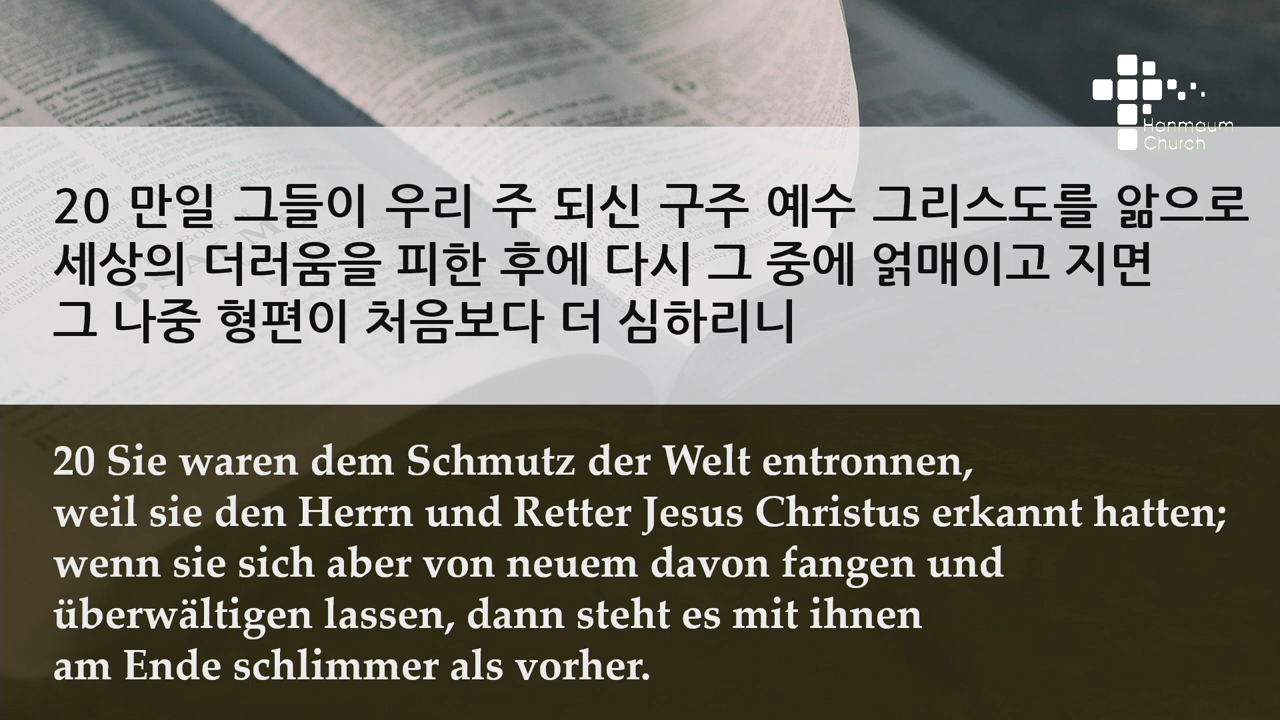 Hanmaum
Church
20 만일 그들이 우리 주 되신 구주 예수 그리스도를 앎으로
세상의 더러움을 피한 후에 다시 그 중에 얽매이고 지면
그 나중 형편이 처음보다 더 심하리니
20 Sie waren dem Schmutz der Welt entronnen,
weil sie den Herrn und Retter Jesus Christus erkannt hatten;
wenn sie sich aber von neuem davon fangen und
überwältigen lassen, dann steht es mit ihnen
am Ende schlimmer als vorher.